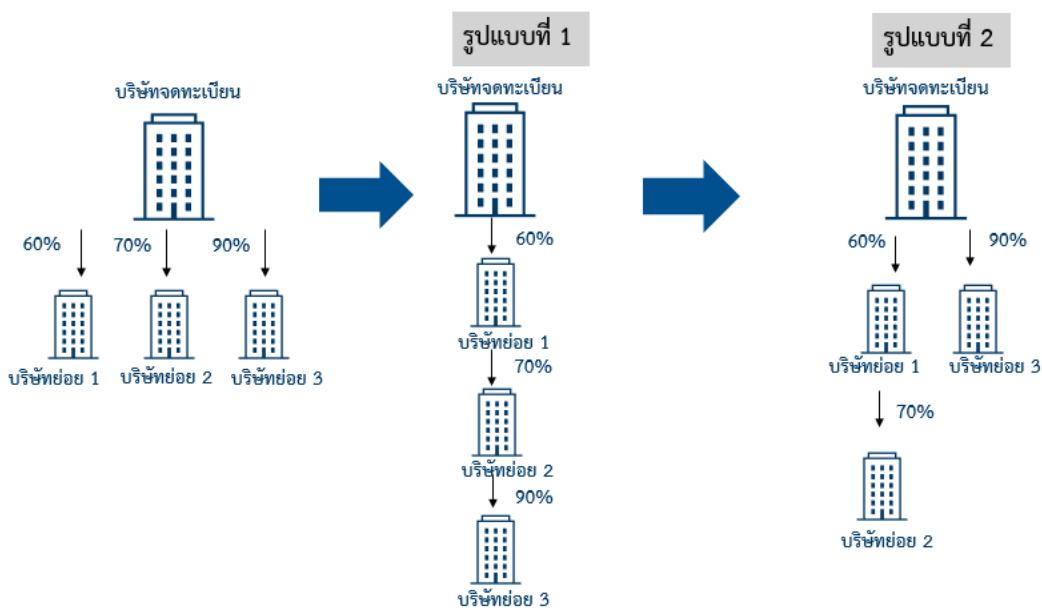 บริษัทจดทะเบียน
60%
70%
90%
บริษัทย่อย 1
บริษัทย่อย 2
บริษัทย่อย 3
รูปแบบที่ 1
บริษัทจดทะเบียน
60%
บริษัทย่อย 1
70%
บริษัทย่อย 2
90%
บริษัทย่อย 3
รูปแบบที่ 2
บริษัทจดทะเบียน
60%
90%
บริษัทย่อย 1
บริษัทย่อย 3
70%
บริษัทย่อย 2